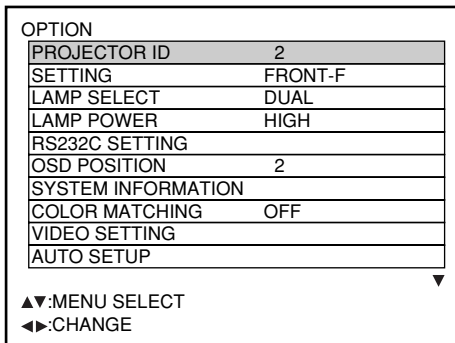 OPTION
PROJECTOR ID 2
SETTING FRONT-F
LAMP SELECT DUAL
LAMP POWER HIGH
RS232C SETTING
OSD POSITION 2
SYSTEM INFORMATION
COLOR MATCHING OFF
VIDEO SETTING
AUTO SETUP
▼
▲▼:MENU SELECT
◀▶:CHANGE